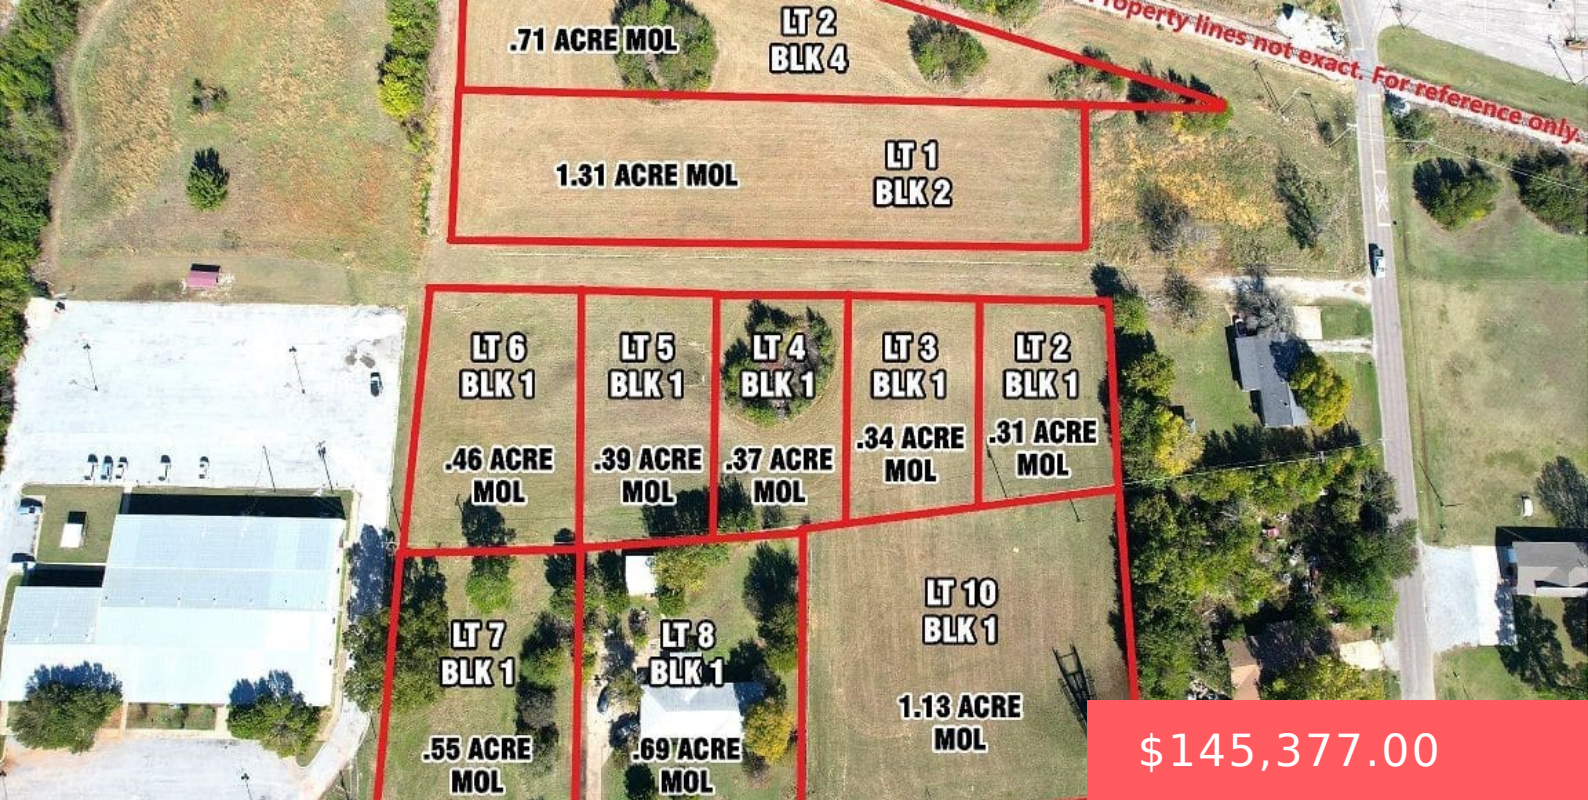 Property lines not exact. For reference only.
.71 ACRE MOL
LT 2
BLK 4
1.31 ACRE MOL
LT 1
BLK 2
LT 6
BLK 1
.46 ACRE
MOL
LT 5
BLK 1
.39 ACRE
MOL
LT 4
BLK 1
.37 ACRE
MOL
LT 3
BLK 1
.34 ACRE
MOL
LT 2
BLK 1
.31 ACRE
MOL
LT 7
BLK 1
.55 ACRE
MOL
LT 8
BLK 1
.69 ACRE
MOL
LT 10
BLK 1
1.13 ACRE
MOL
$145,377.00